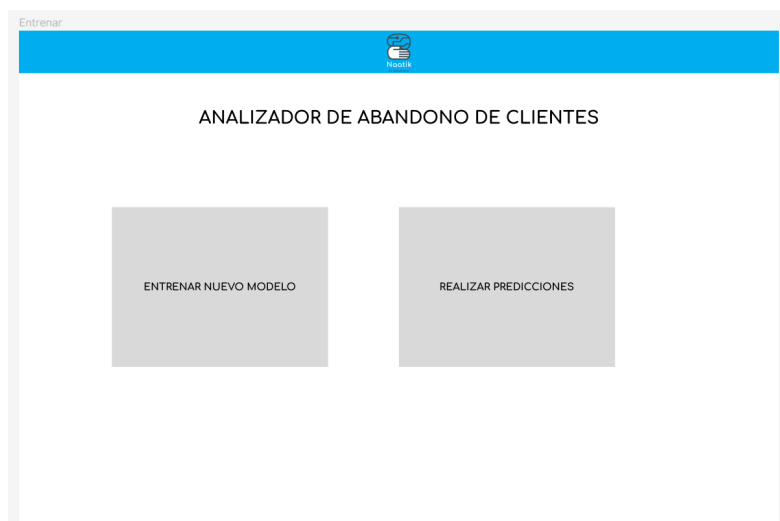 Entrenar
Naatik
ANALIZADOR DE ABANDONO DE CLIENTES
ENTRENAR NUEVO MODELO
REALIZAR PREDICCIONES